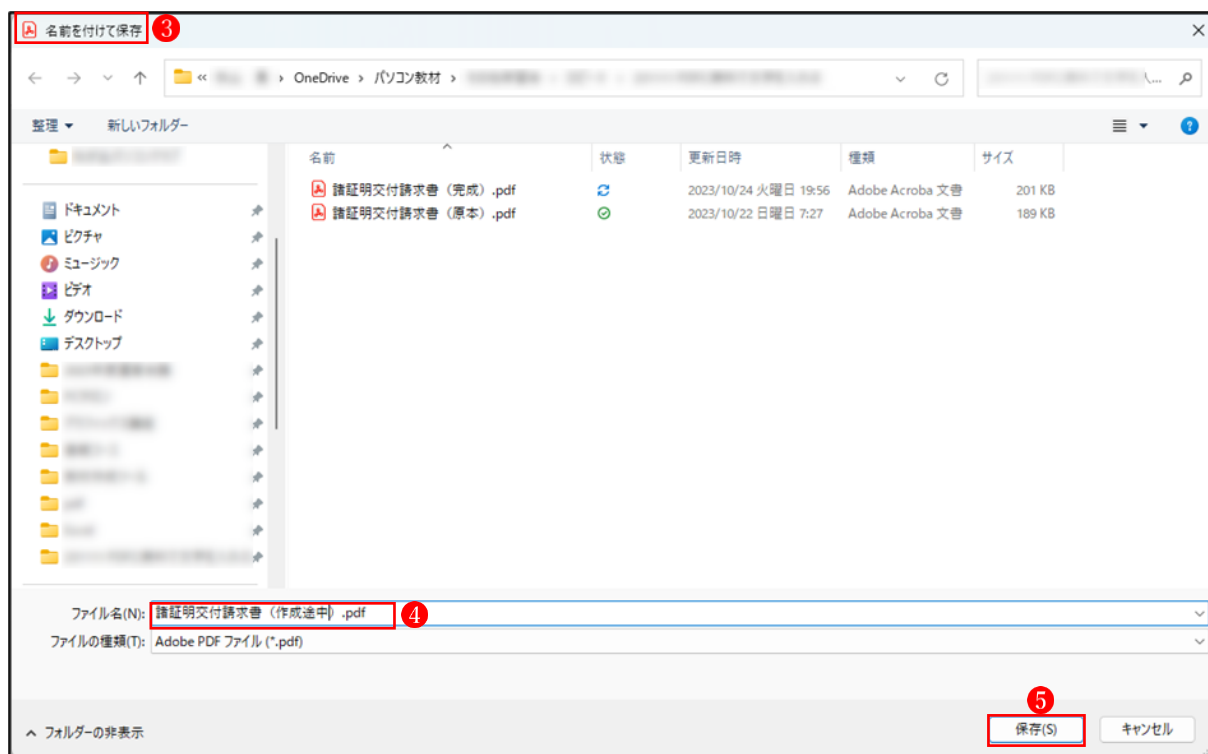 名前を付けて保存 3
« OneDrive › パソコン教材 ›
整理 新しいフォルダー
名前 状態 更新日時 種類 サイズ
諸証明交付請求書（完成）.pdf 2023/10/24 火曜日 19:56 Adobe Acroba 文書 201 KB
諸証明交付請求書（原本）.pdf 2023/10/22 日曜日 7:27 Adobe Acroba 文書 189 KB
ドキュメント
ピクチャ
ミュージック
ビデオ
ダウンロード
デスクトップ
ファイル名(N): 諸証明交付請求書（作成途中）.pdf 4
ファイルの種類(T): Adobe PDF ファイル (*.pdf)
5
フォルダーの非表示 保存(S) キャンセル